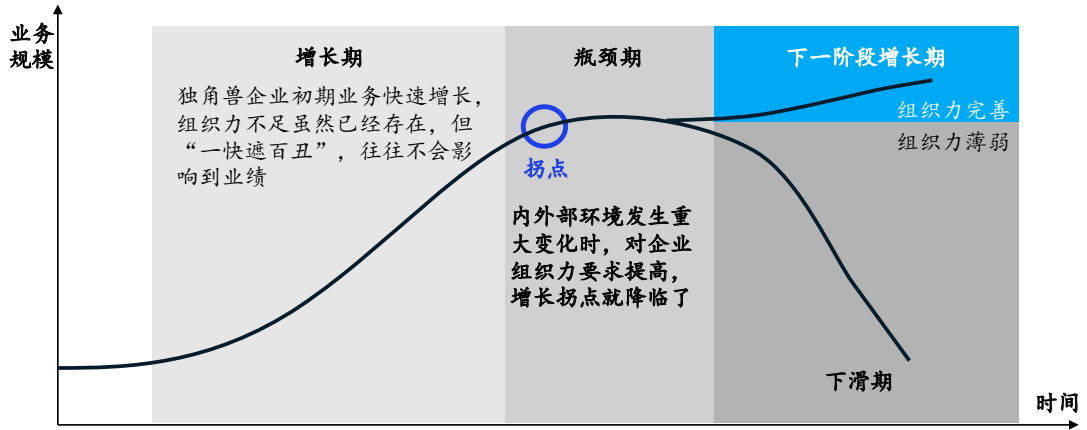 业务
规模
增长期
独角兽企业初期业务快速增长，
组织力不足虽然已经存在，但
“一快遮百丑”，往往不会影
响到业绩
瓶颈期
拐点
内外部环境发生重
大变化时，对企业
组织力要求提高，
增长拐点就降临了
下一阶段增长期
组织力完善
组织力薄弱
下滑期
时间